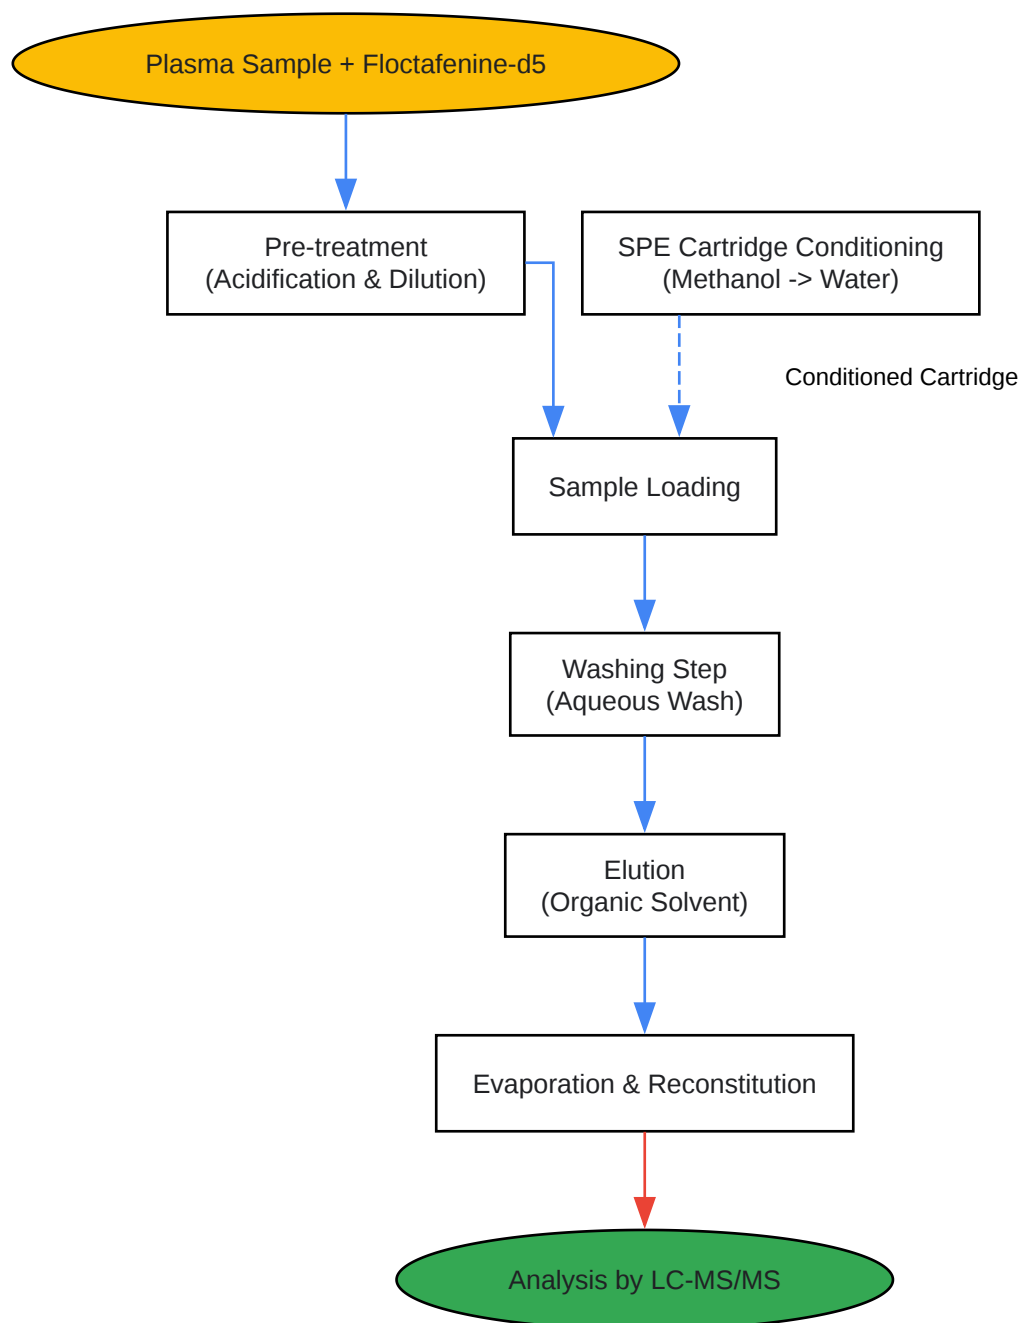 Plasma Sample + Floctafenine-d5
Pre-treatment
(Acidification & Dilution)
SPE Cartridge Conditioning
(Methanol -> Water)
Conditioned Cartridge
Sample Loading
Washing Step
(Aqueous Wash)
Elution
(Organic Solvent)
Evaporation & Reconstitution
Analysis by LC-MS/MS